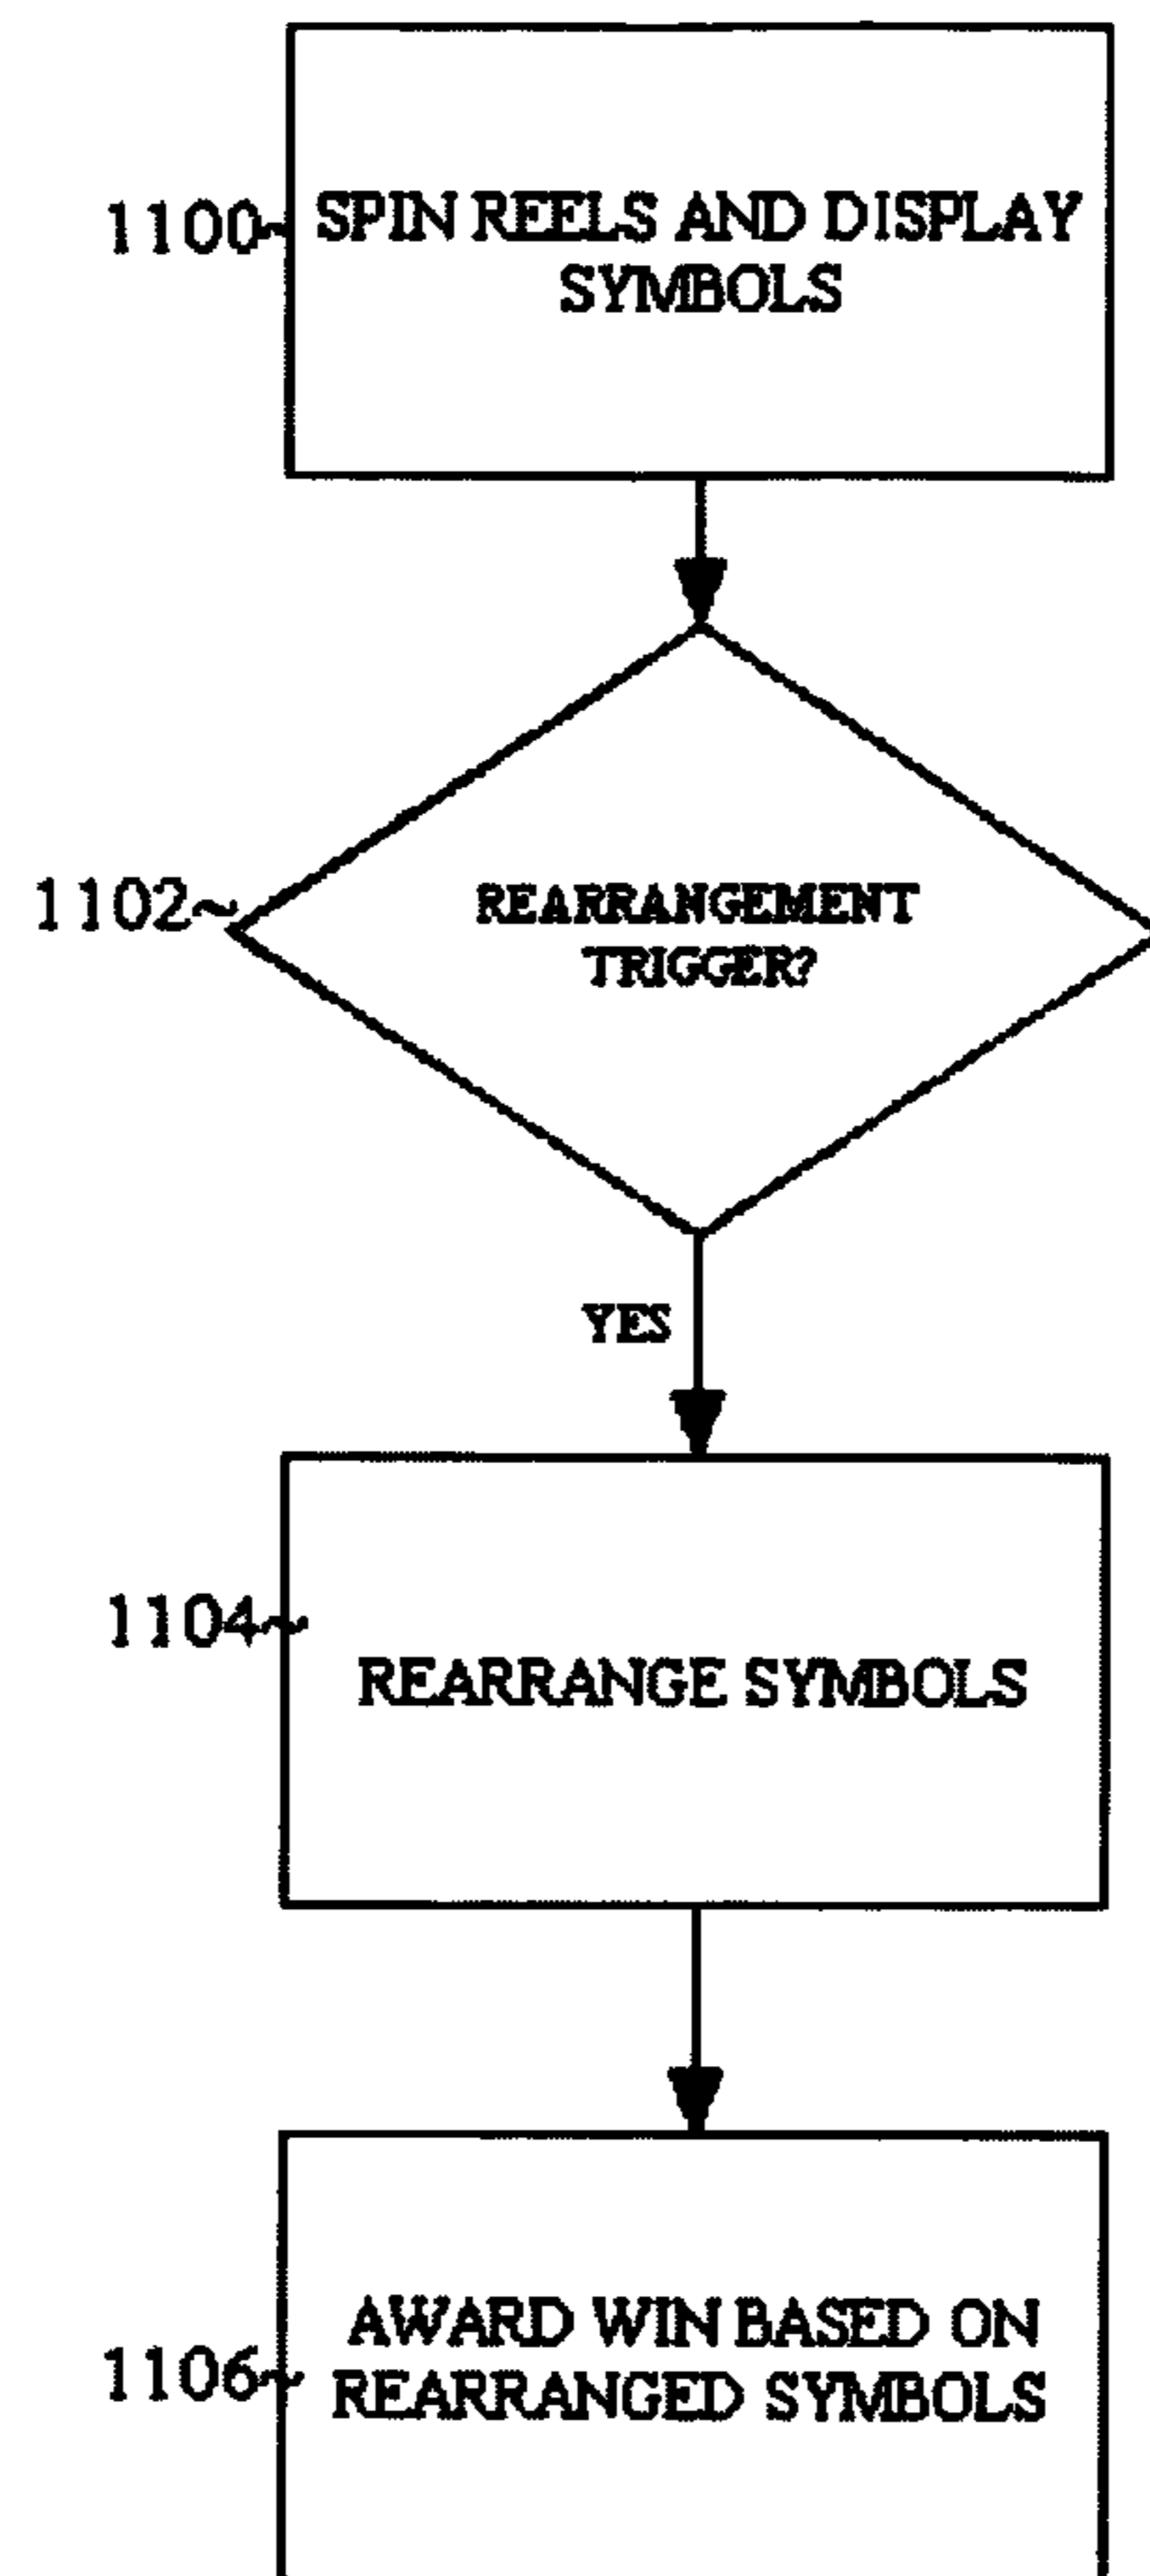 1100~ SPIN REELS AND DISPLAY
SYMBOLS
1102~ REARRANGEMENT
TRIGGER?
YES
1104~
REARRANGE SYMBOLS
AWARD WIN BASED ON
1106~ REARRANGED SYMBOLS